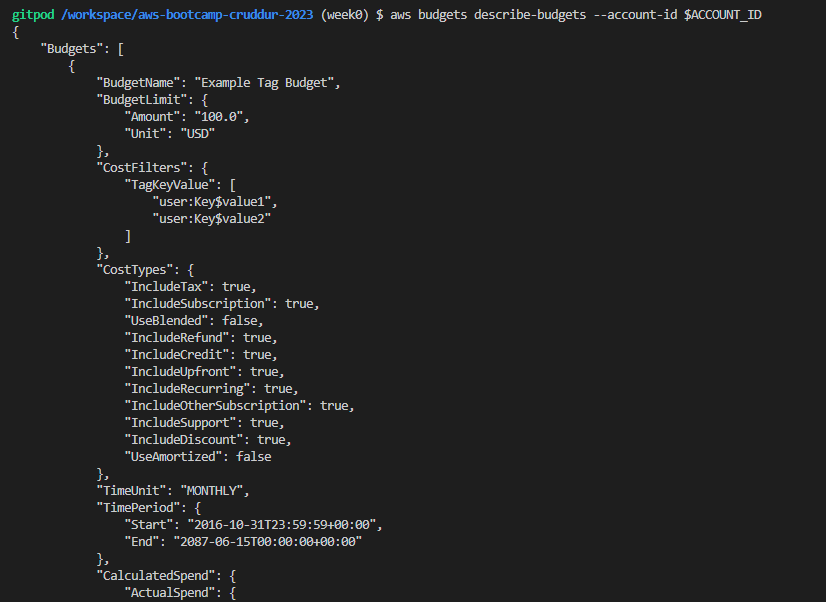 gitpod /workspace/aws-bootcamp-cruddur-2023 (week0) $ aws budgets describe-budgets --account-id $ACCOUNT_ID
{
    "Budgets": [
        {
            "BudgetName": "Example Tag Budget",
            "BudgetLimit": {
                "Amount": "100.0",
                "Unit": "USD"
            },
            "CostFilters": {
                "TagKeyValue": [
                    "user:Key$value1",
                    "user:Key$value2"
                ]
            },
            "CostTypes": {
                "IncludeTax": true,
                "IncludeSubscription": true,
                "UseBlended": false,
                "IncludeRefund": true,
                "IncludeCredit": true,
                "IncludeUpfront": true,
                "IncludeRecurring": true,
                "IncludeOtherSubscription": true,
                "IncludeSupport": true,
                "IncludeDiscount": true,
                "UseAmortized": false
            },
            "TimeUnit": "MONTHLY",
            "TimePeriod": {
                "Start": "2016-10-31T23:59:59+00:00",
                "End": "2087-06-15T00:00:00+00:00"
            },
            "CalculatedSpend": {
                "ActualSpend": {